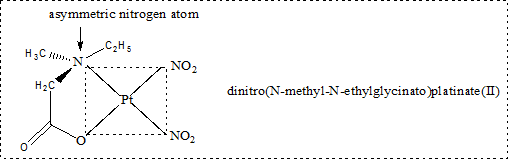 asymmetric nitrogen atom
H3C
C2H5
N
NO2
H2C
Pt
dinitro(N-methyl-N-ethylglycinato)platinate(II)
NO2
O
O